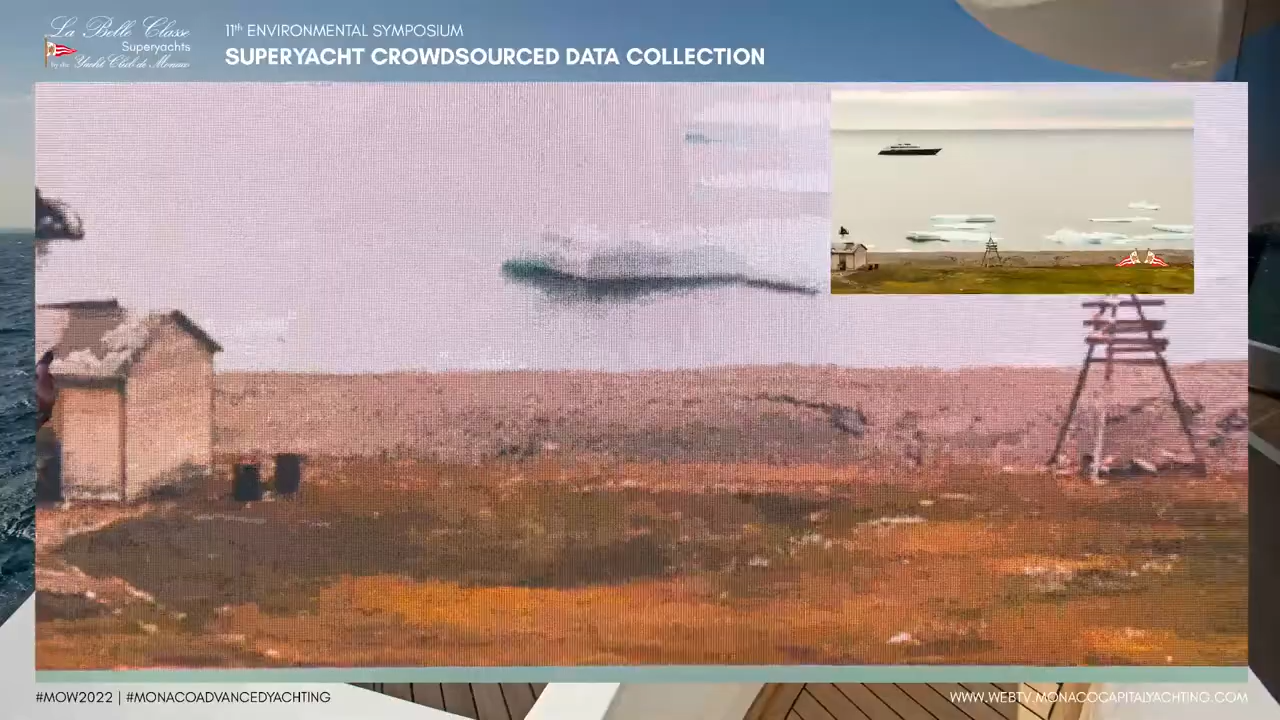 La Belle Classe
Superyachts
by the Yacht Club de Monaco
11th ENVIRONMENTAL SYMPOSIUM
SUPERYACHT CROWDSOURCED DATA COLLECTION
#MOW2022 | #MONACOADVANCEDYACHTING
WWW.WEBTV.MONACOCAPITALYACHTING.COM